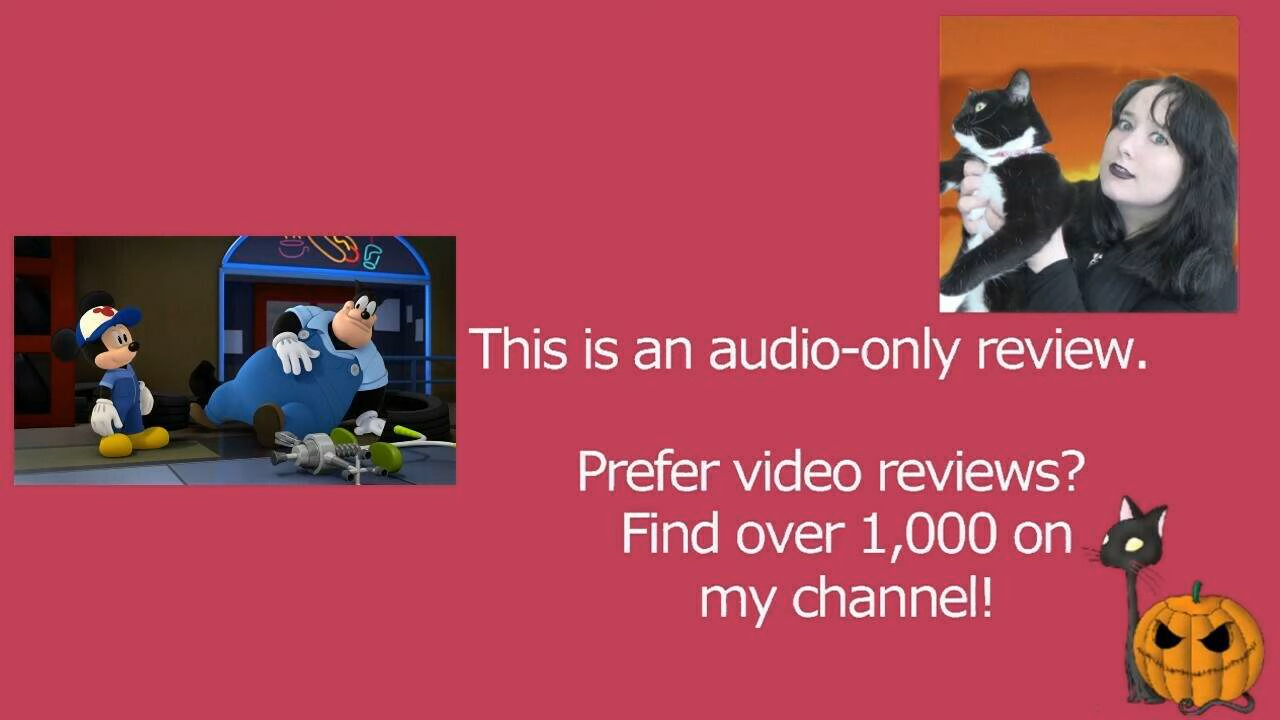 This is an audio-only review.
Prefer video reviews?
Find over 1,000 on
my channel!